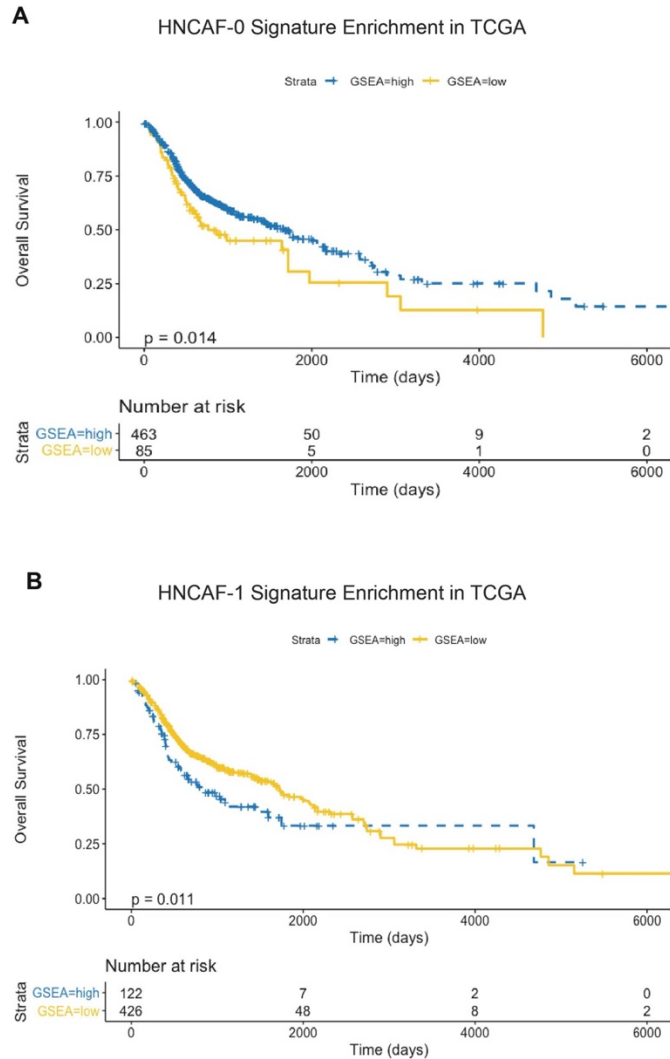 A
HNCAF-0 Signature Enrichment in TCGA
Strata GSEA=high GSEA=low
1.00
0.75
0.50
0.25
0.00
Overall Survival
p = 0.014
0 2000 4000 6000
Time (days)
Number at risk
Strata
GSEA=high 463 50 9 2
GSEA=low 85 5 1 0
0 2000 4000 6000
Time (days)
B
HNCAF-1 Signature Enrichment in TCGA
Strata GSEA=high GSEA=low
1.00
0.75
0.50
0.25
0.00
Overall Survival
p = 0.011
0 2000 4000 6000
Time (days)
Number at risk
Strata
GSEA=high 122 7 2 0
GSEA=low 426 48 8 2
0 2000 4000 6000
Time (days)